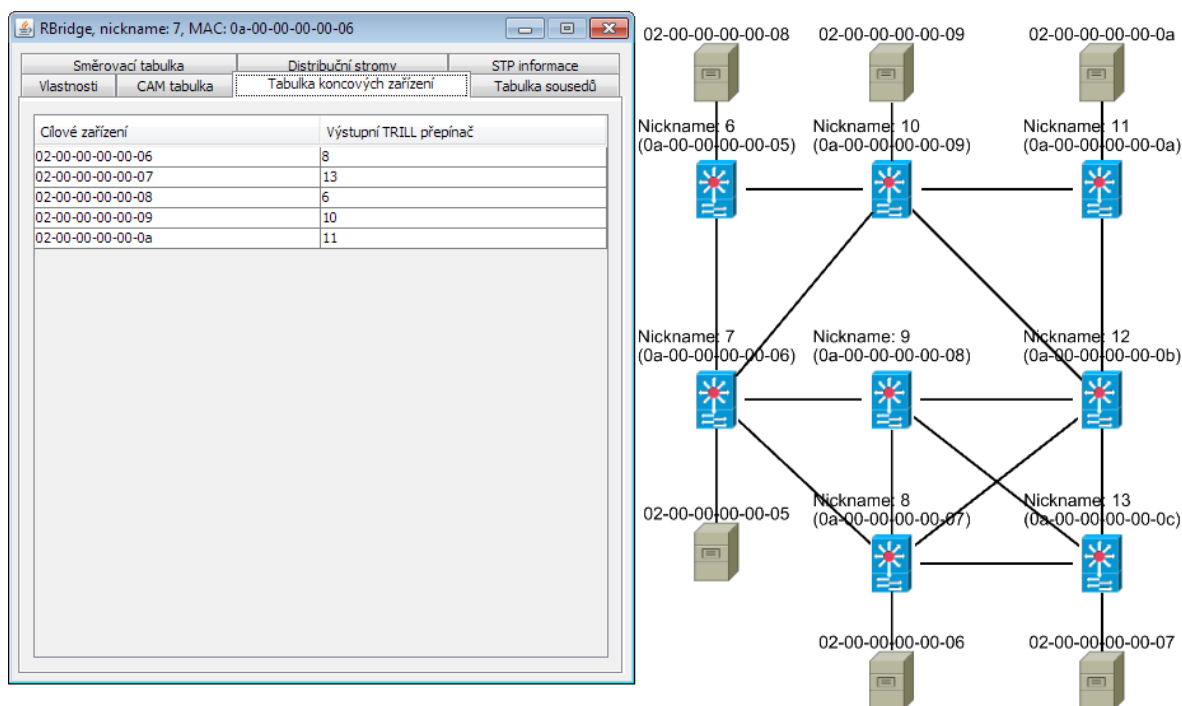 RBridge, nickname: 7, MAC: 0a-00-00-00-00-06
Směrovací tabulka Distribuční stromy STP informace
Vlastnosti CAM tabulka Tabulka koncových zařízení Tabulka sousedů
Cílové zařízení Výstupní TRILL přepínač
02-00-00-00-00-06 8
02-00-00-00-00-07 13
02-00-00-00-00-08 6
02-00-00-00-00-09 10
02-00-00-00-00-0a 11
02-00-00-00-00-08 02-00-00-00-00-09 02-00-00-00-00-0a
Nickname: 6 Nickname: 10 Nickname: 11
(0a-00-00-00-00-05) (0a-00-00-00-00-09) (0a-00-00-00-00-0a)
Nickname: 7 Nickname: 9 Nickname: 12
(0a-00-00-00-00-06) (0a-00-00-00-00-08) (0a-00-00-00-00-0b)
Nickname: 8 Nickname: 13
02-00-00-00-00-05 (0a-00-00-00-00-07) (0a-00-00-00-00-0c)
02-00-00-00-00-06 02-00-00-00-00-07